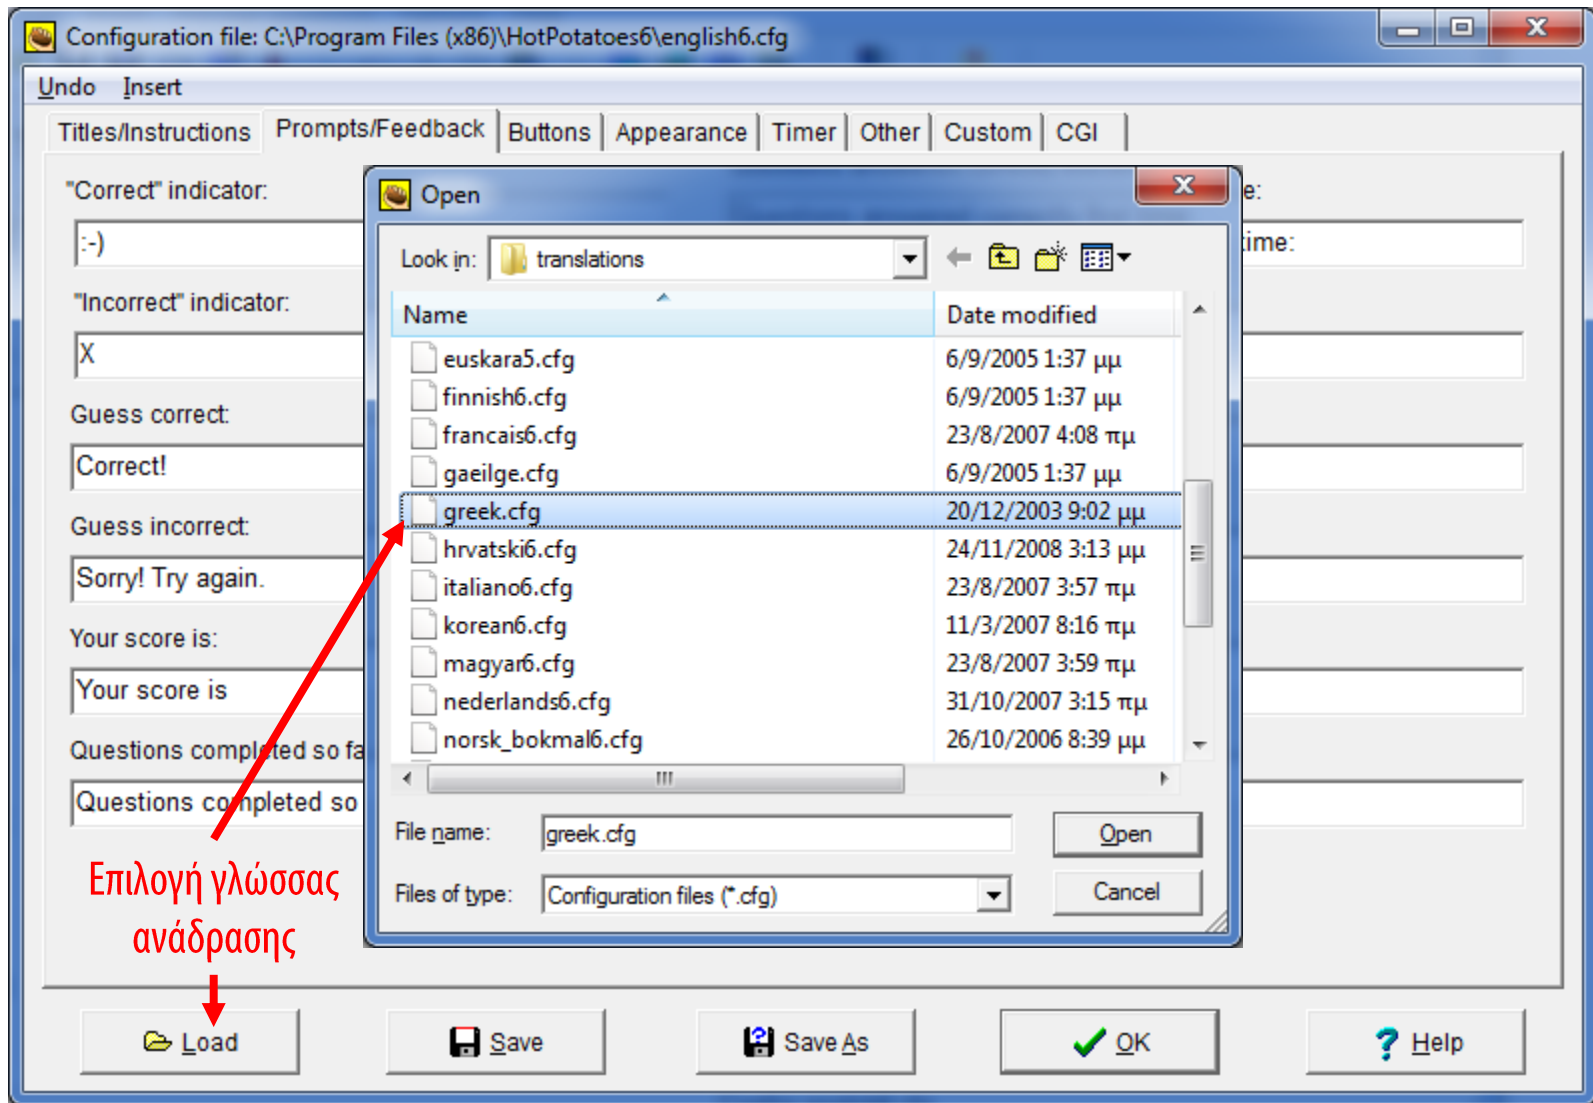 Configuration file: C:\Program Files (x86)\HotPotatoes6\english6.cfg
Undo Insert
Titles/Instructions Prompts/Feedback Buttons Appearance Timer Other Custom CGI
"Correct" indicator:
:-)
"Incorrect" indicator:
X
Guess correct:
Correct!
Guess incorrect:
Sorry! Try again.
Your score is:
Your score is
Questions completed so fa
Questions completed so
e:
time:
Open
Look in: translations
Name Date modified
euskara5.cfg 6/9/2005 1:37 μμ
finnish6.cfg 6/9/2005 1:37 μμ
francais6.cfg 23/8/2007 4:08 πμ
gaeilge.cfg 6/9/2005 1:37 μμ
greek.cfg 20/12/2003 9:02 μμ
hrvatski6.cfg 24/11/2008 3:13 μμ
italiano6.cfg 23/8/2007 3:57 πμ
korean6.cfg 11/3/2007 8:16 πμ
magyar6.cfg 23/8/2007 3:59 πμ
nederlands6.cfg 31/10/2007 3:15 πμ
norsk_bokmal6.cfg 26/10/2006 8:39 μμ
File name: greek.cfg Open
Files of type: Configuration files (*.cfg) Cancel
Επιλογή γλώσσας
ανάδρασης
Load Save Save As OK Help